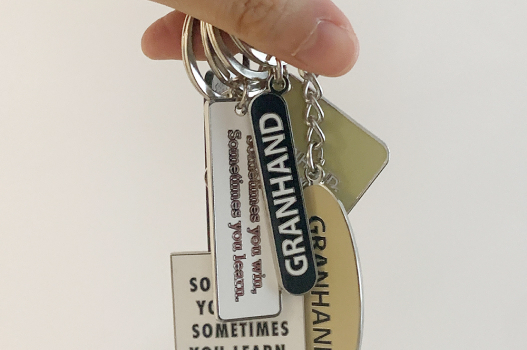 Sometimes you win,
Sometimes you learn.
GRANHAND
GRANHAND
SO
YO
SOMETIMES
YOU LEARN